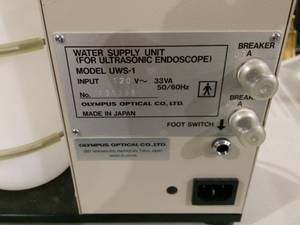 WATER SUPPLY UNIT
(FOR ULTRASONIC ENDOSCOPE)
MODEL UWS-1
INPUT 120 V～ 33VA
50/60Hz
No.
OLYMPUS OPTICAL CO., LTD.
MADE IN JAPAN
BREAKER
A
BREAKER
A
FOOT SWITCH
OLYMPUS OPTICAL CO., LTD.